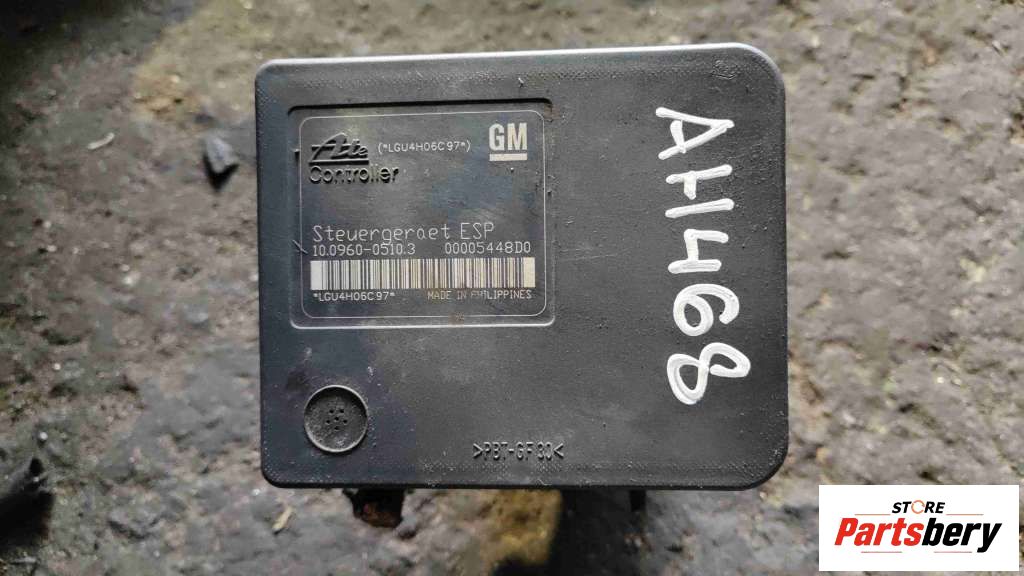 Ate (*LGU4H06C97*) GM
Controller
Steuergeraet ESP
10.0960-0510.3 00005448D0
*LGU4H06C97* MADE IN PHILIPPINES
>PBT-GF30<
AH468
STORE
Partsbery